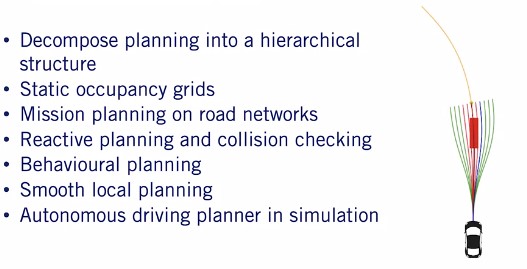 • Decompose planning into a hierarchical
structure
• Static occupancy grids
• Mission planning on road networks
• Reactive planning and collision checking
• Behavioural planning
• Smooth local planning
• Autonomous driving planner in simulation